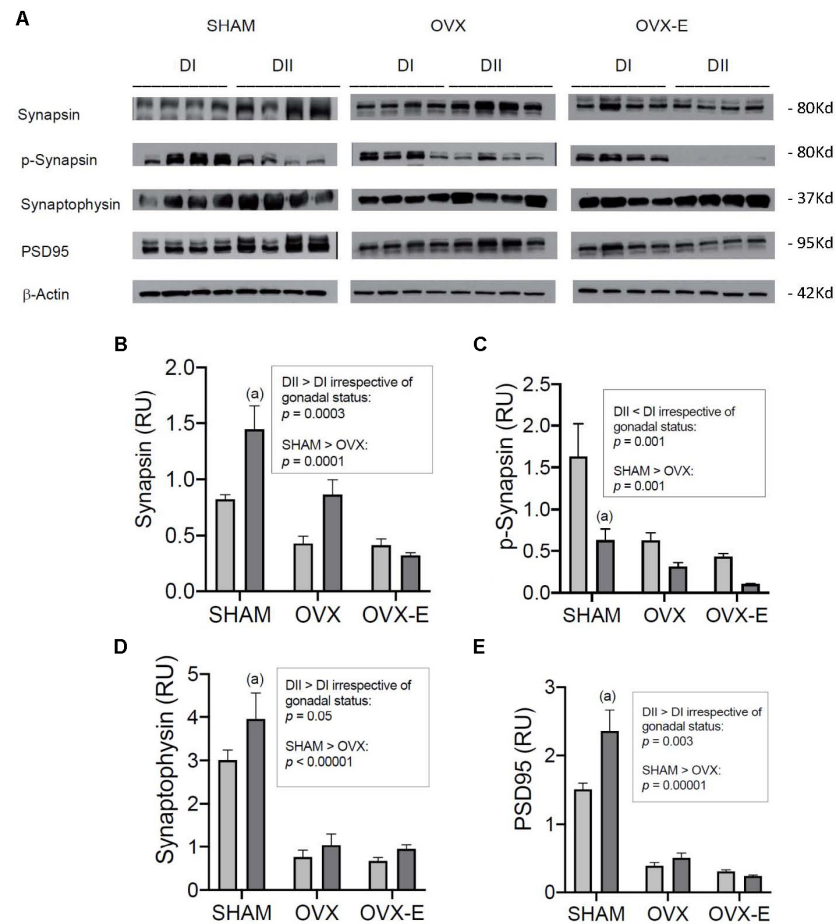 A
SHAM OVX OVX-E
DI DII DI DII DI DII
Synapsin - 80Kd
p-Synapsin - 80Kd
Synaptophysin - 37Kd
PSD95 - 95Kd
β-Actin - 42Kd
B
Synapsin (RU)
2.0
1.5
1.0
0.5
0.0
(a)
DII > DI irrespective of
gonadal status:
p = 0.0003
SHAM > OVX:
p = 0.0001
SHAM OVX OVX-E
C
p-Synapsin (RU)
2.5
2.0
1.5
1.0
0.5
0.0
(a)
DII < DI irrespective of
gonadal status:
p = 0.001
SHAM > OVX:
p = 0.001
SHAM OVX OVX-E
D
Synaptophysin (RU)
5
4
3
2
1
0
(a)
DII > DI irrespective of
gonadal status:
p = 0.05
SHAM > OVX:
p < 0.00001
SHAM OVX OVX-E
E
PSD95 (RU)
3
2
1
0
(a)
DII > DI irrespective of
gonadal status:
p = 0.003
SHAM > OVX:
p = 0.00001
SHAM OVX OVX-E